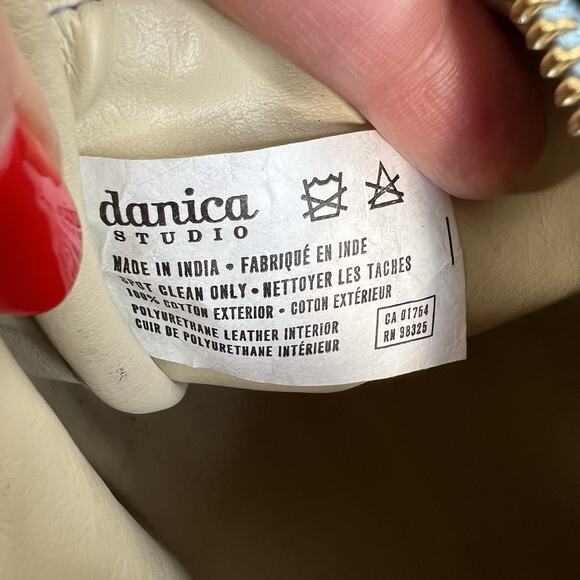 danica
STUDIO
MADE IN INDIA • FABRIQUÉ EN INDE
SPOT CLEAN ONLY • NETTOYER LES TACHES
100% COTTON EXTERIOR • COTON EXTÉRIEUR
POLYURETHANE LEATHER INTERIOR
CUIR DE POLYURETHANE INTÉRIEUR
CA 01754
RN 98325